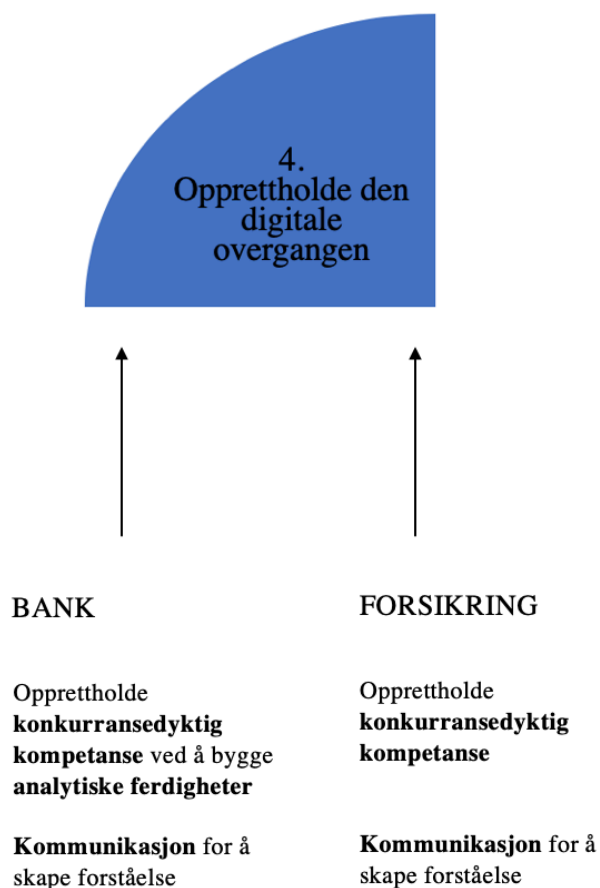 4.
Opprettholde den
digitale
overgangen
BANK
Opprettholde
konkurransedyktig
kompetanse ved å bygge
analytiske ferdigheter
Kommunikasjon for å
skape forståelse
FORSIKRING
Opprettholde
konkurransedyktig
kompetanse
Kommunikasjon for å
skape forståelse